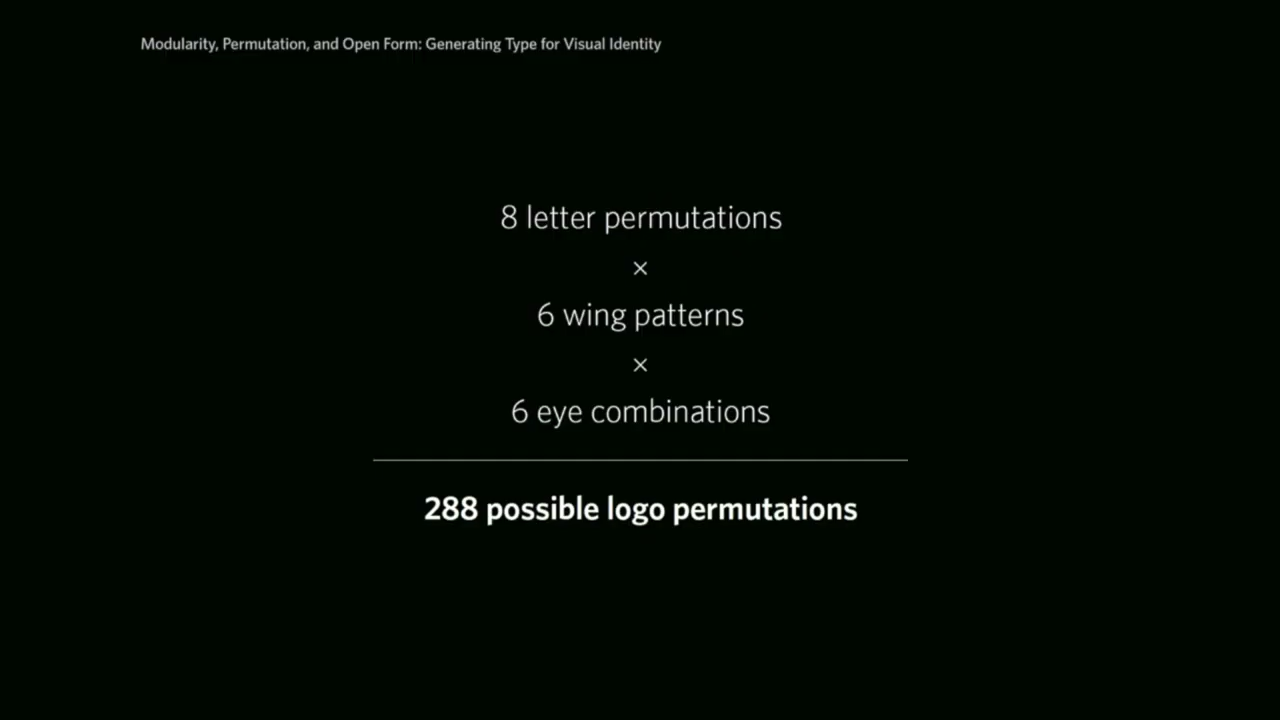 Modularity, Permutation, and Open Form: Generating Type for Visual Identity
8 letter permutations
×
6 wing patterns
×
6 eye combinations
288 possible logo permutations